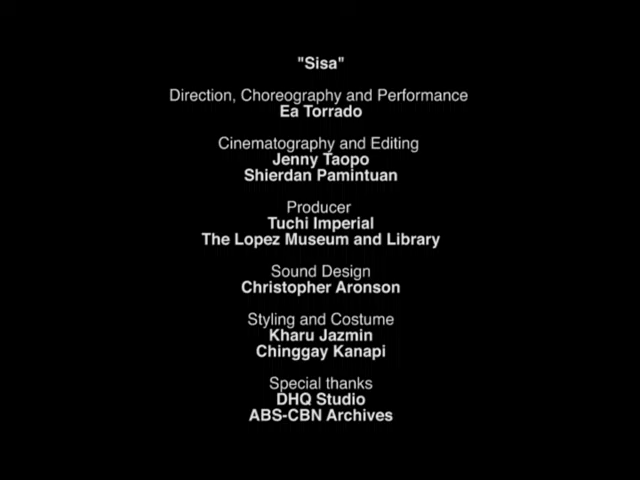 "Sisa"
Direction, Choreography and Performance
Ea Torrado
Cinematography and Editing
Jenny Taopo
Shierdan Pamintuan
Producer
Tuchi Imperial
The Lopez Museum and Library
Sound Design
Christopher Aronson
Styling and Costume
Kharu Jazmin
Chinggay Kanapi
Special thanks
DHQ Studio
ABS-CBN Archives